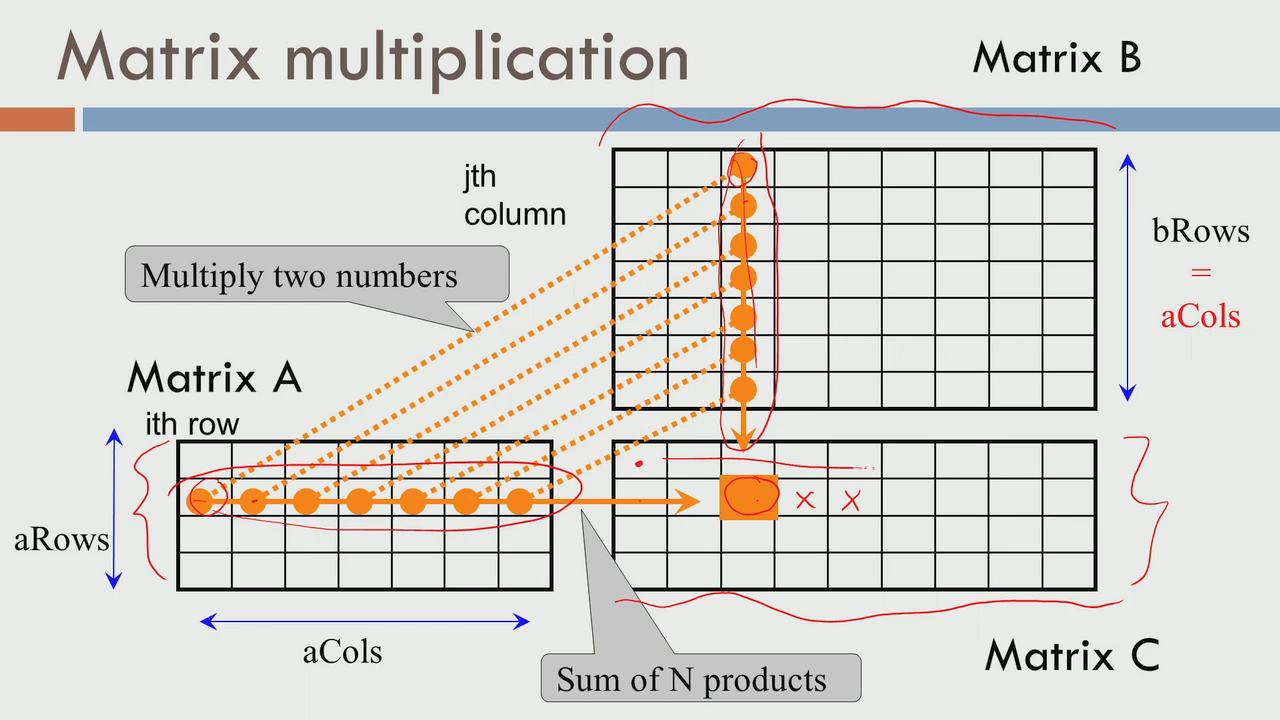 Matrix multiplication
Matrix B
jth
column
Multiply two numbers
bRows
=
aCols
Matrix A
ith row
x x
aRows
aCols
Sum of N products
Matrix C